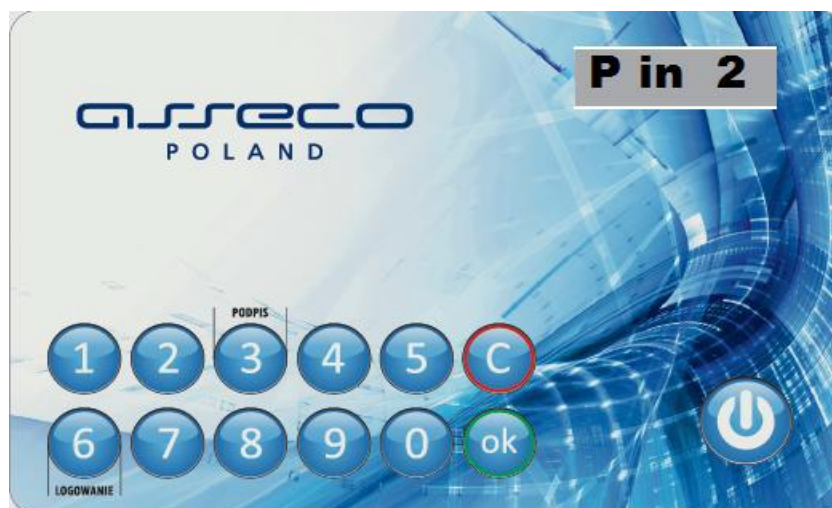 P in 2
asseco
POLAND
PODPIS
1 2 3 4 5 C
6 7 8 9 0 ok
LOGOWANIE